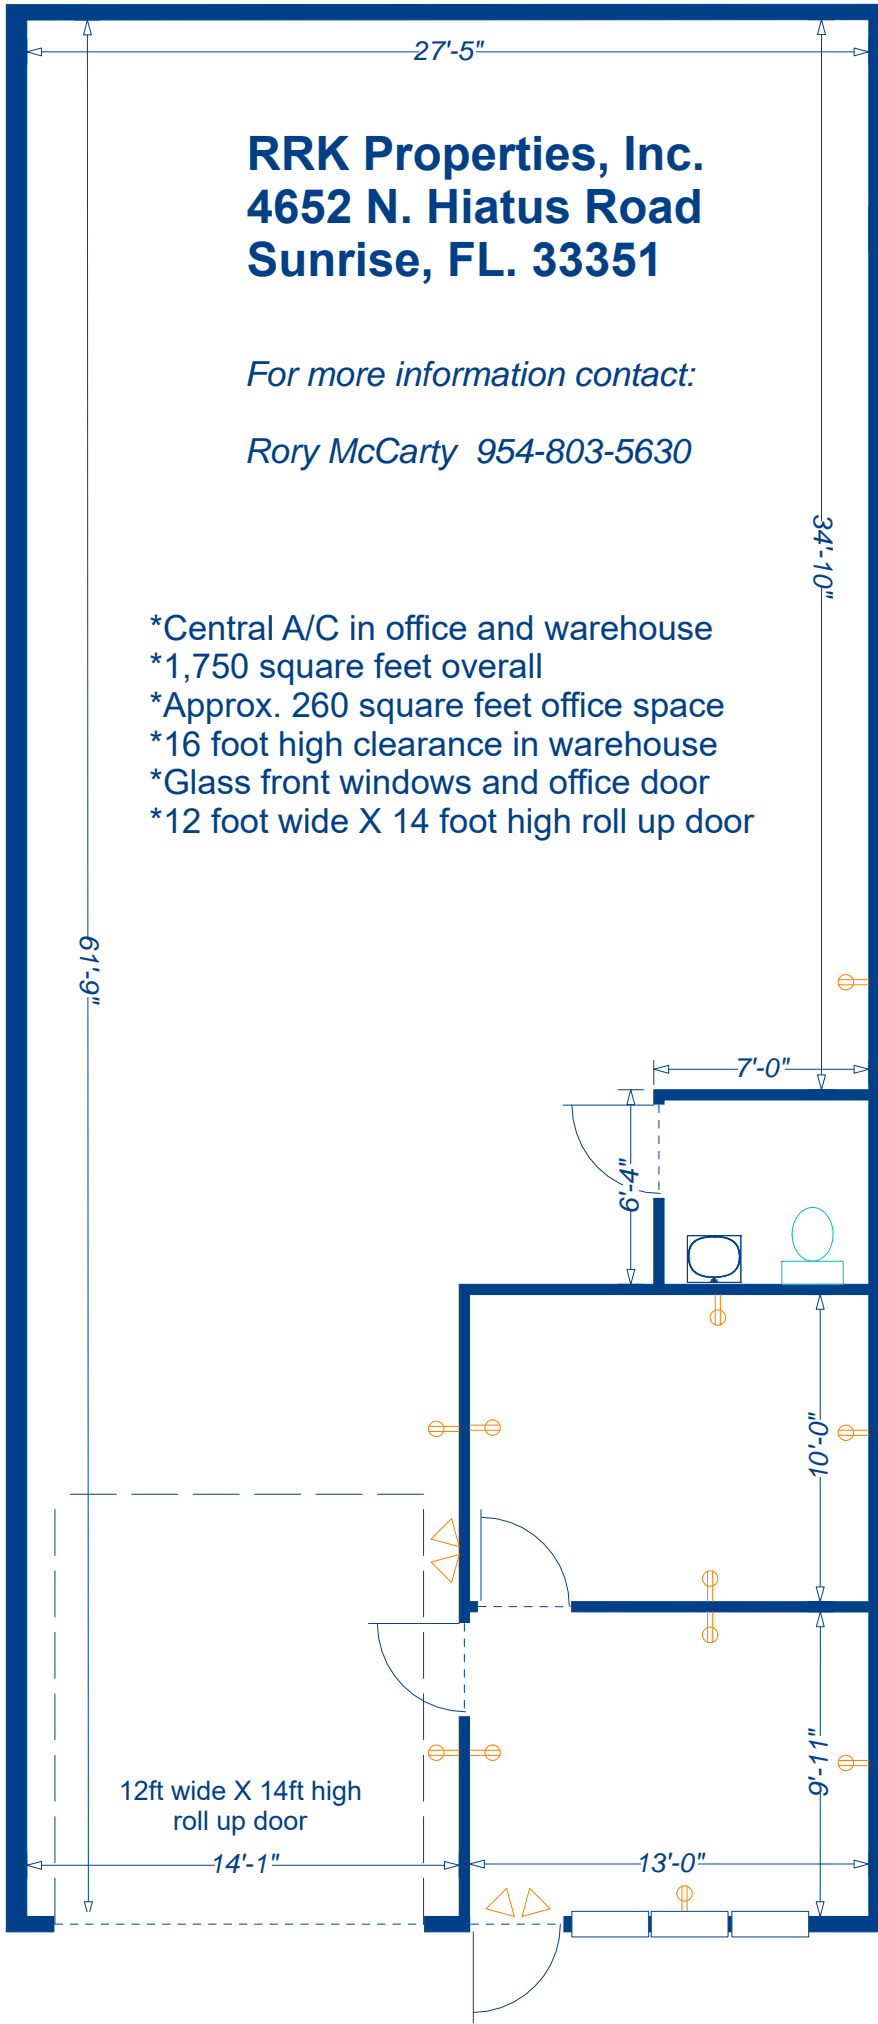 27'-5"
RRK Properties, Inc.
4652 N. Hiatus Road
Sunrise, FL. 33351
For more information contact:
Rory McCarty 954-803-5630
34'-10"
*Central A/C in office and warehouse
*1,750 square feet overall
*Approx. 260 square feet office space
*16 foot high clearance in warehouse
*Glass front windows and office door
*12 foot wide X 14 foot high roll up door
61'-9"
7'-0"
6'-4"
10'-0"
9'-11"
12ft wide X 14ft high
roll up door
14'-1"
13'-0"